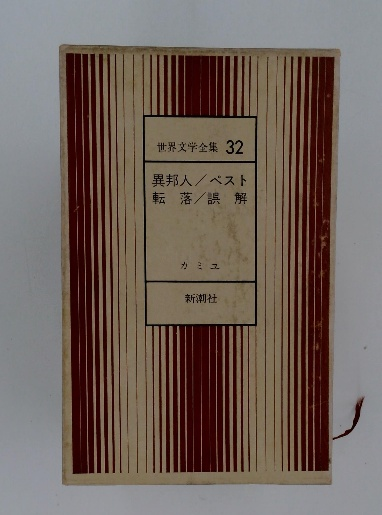 世界文学全集 32
異邦人／ペスト
転 落／誤 解
カミュ
新潮社